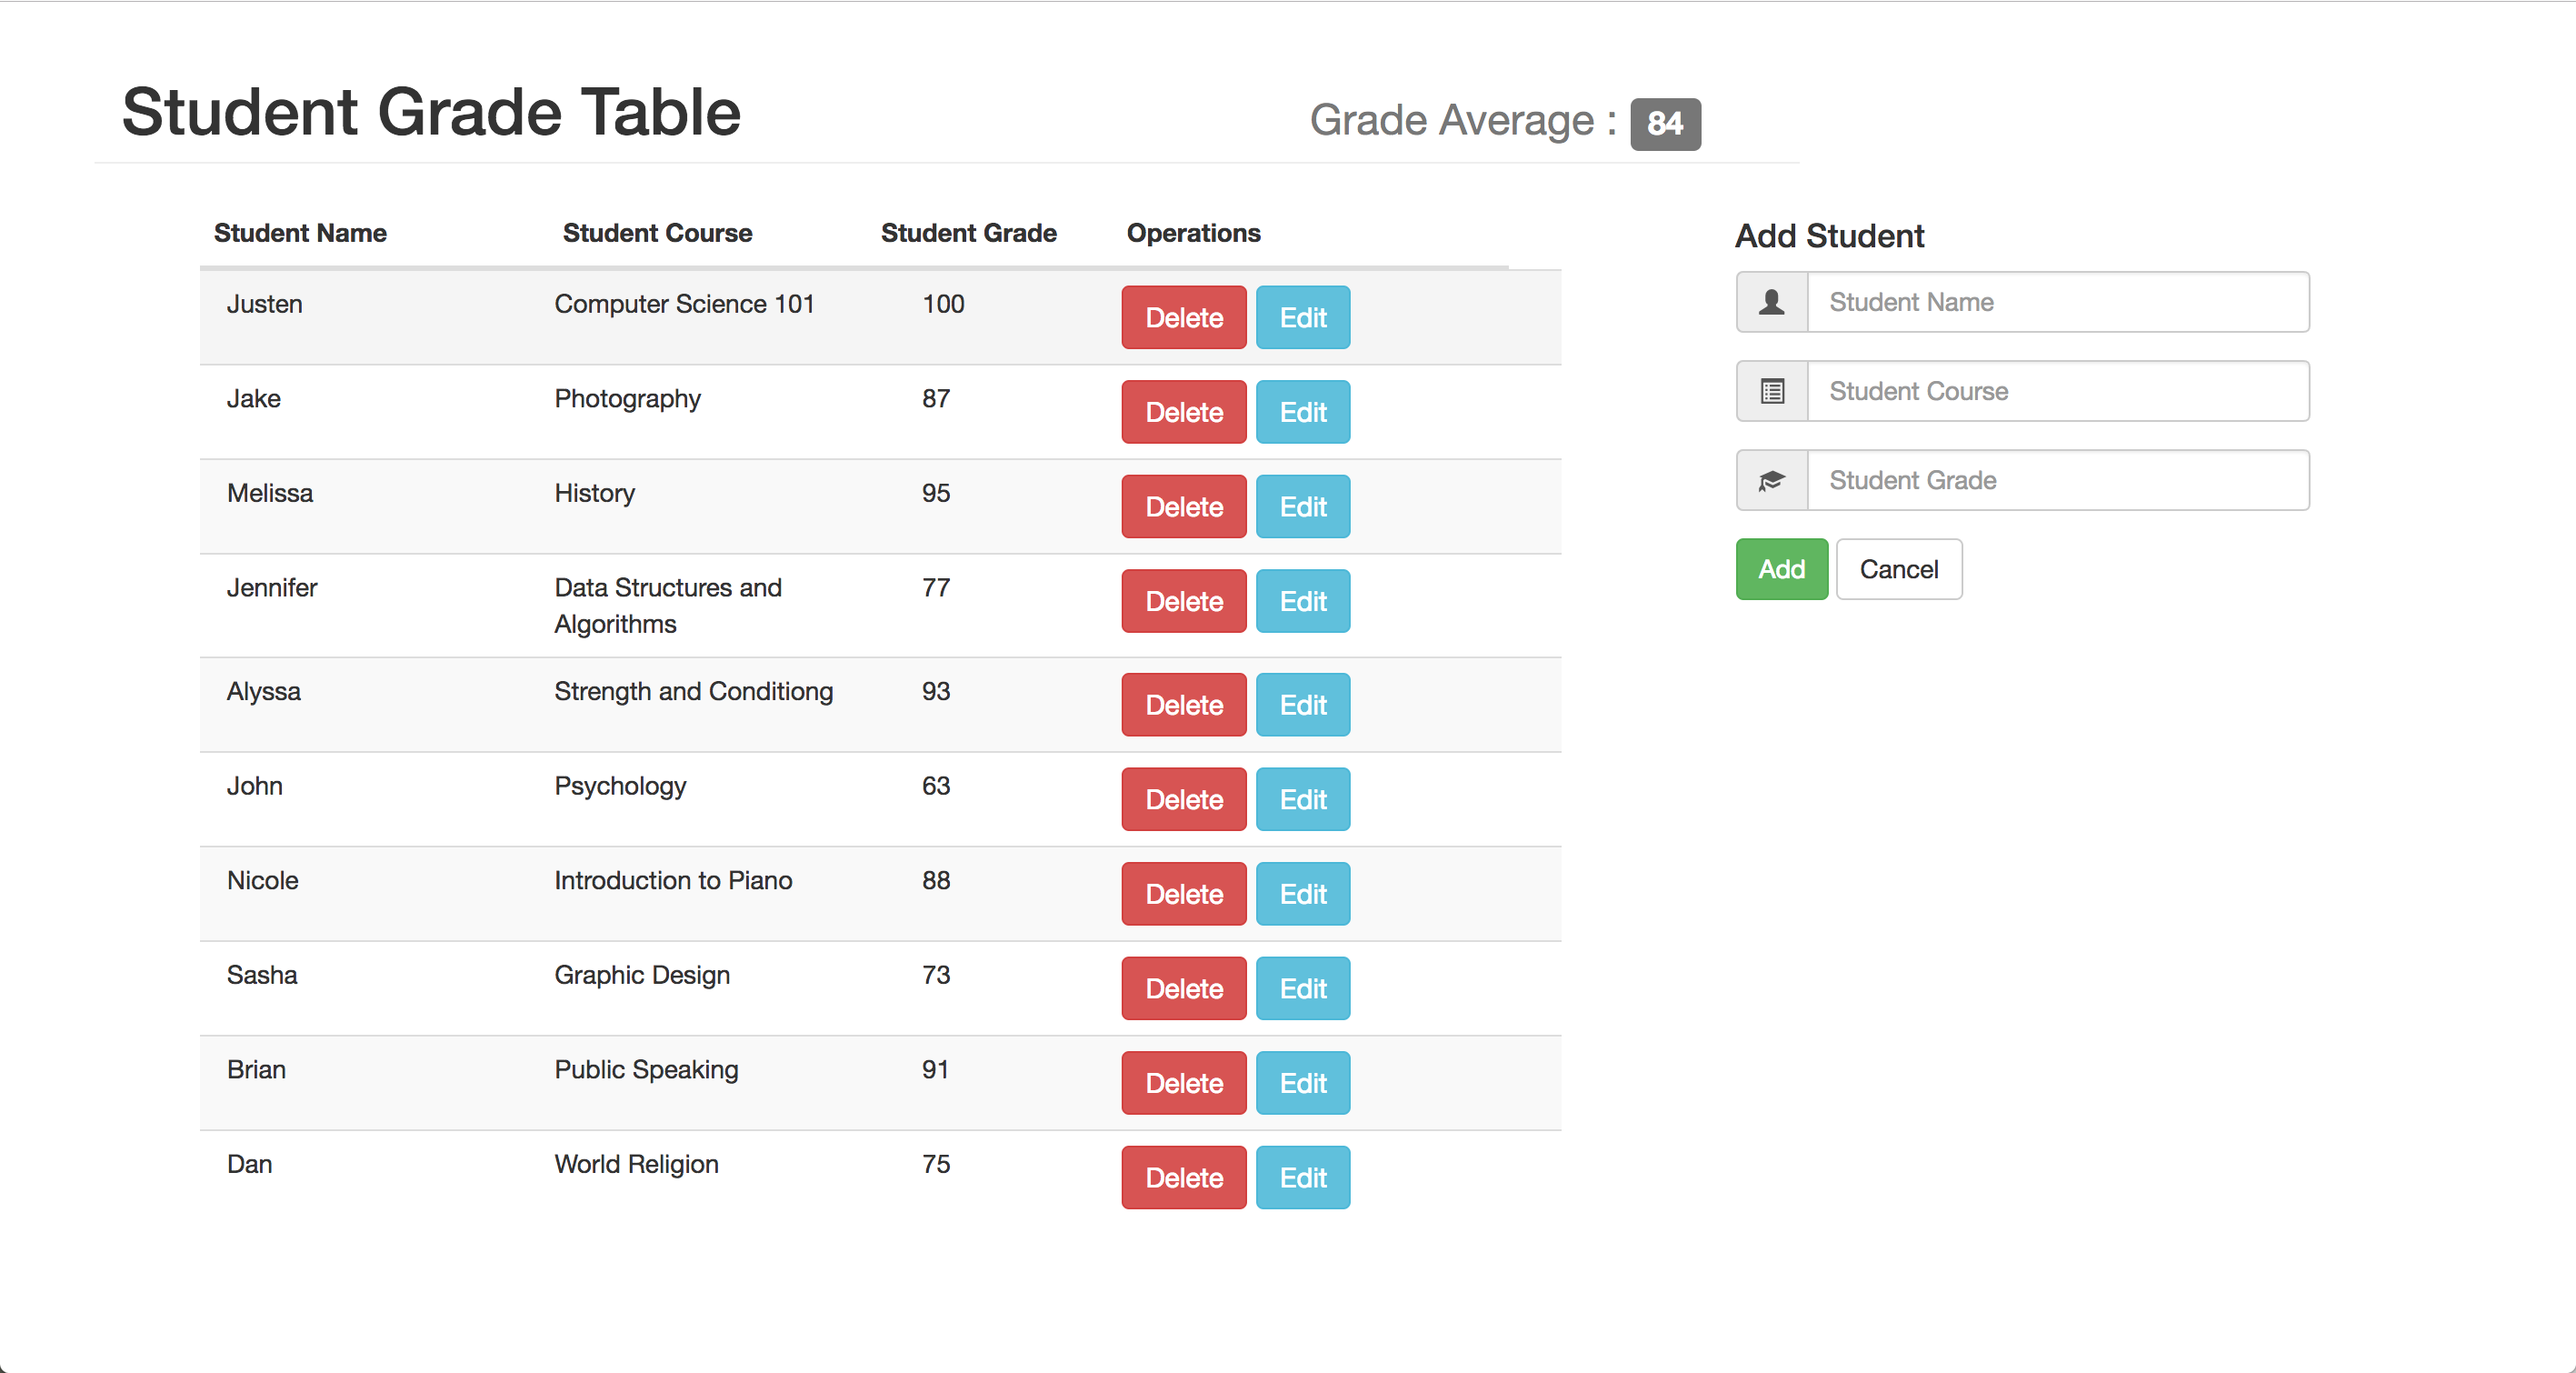 Student Grade Table
Grade Average : 84
Student Name Student Course Student Grade Operations
Justen Computer Science 101 100 Delete Edit
Jake Photography 87 Delete Edit
Melissa History 95 Delete Edit
Jennifer Data Structures and 77 Delete Edit
Algorithms
Alyssa Strength and Conditiong 93 Delete Edit
John Psychology 63 Delete Edit
Nicole Introduction to Piano 88 Delete Edit
Sasha Graphic Design 73 Delete Edit
Brian Public Speaking 91 Delete Edit
Dan World Religion 75 Delete Edit
Add Student
Student Name
Student Course
Student Grade
Add Cancel